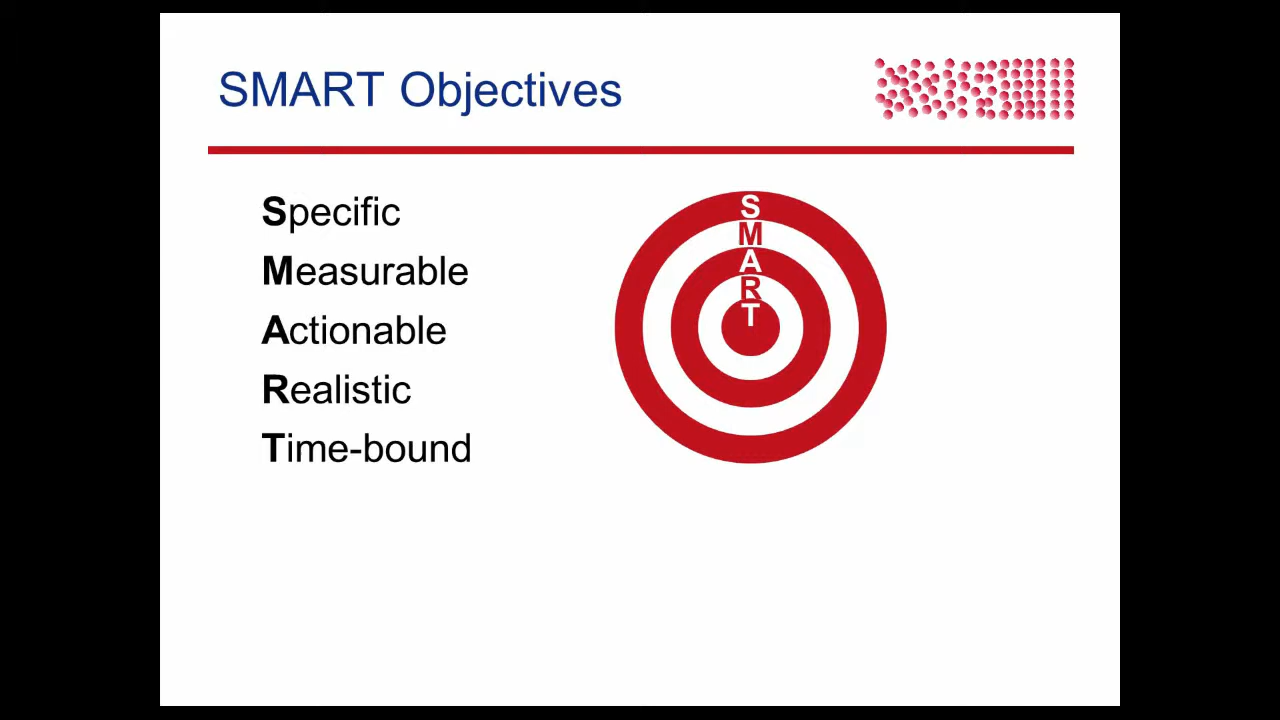 SMART Objectives
Specific
Measurable
Actionable
Realistic
Time-bound
S
M
A
R
T